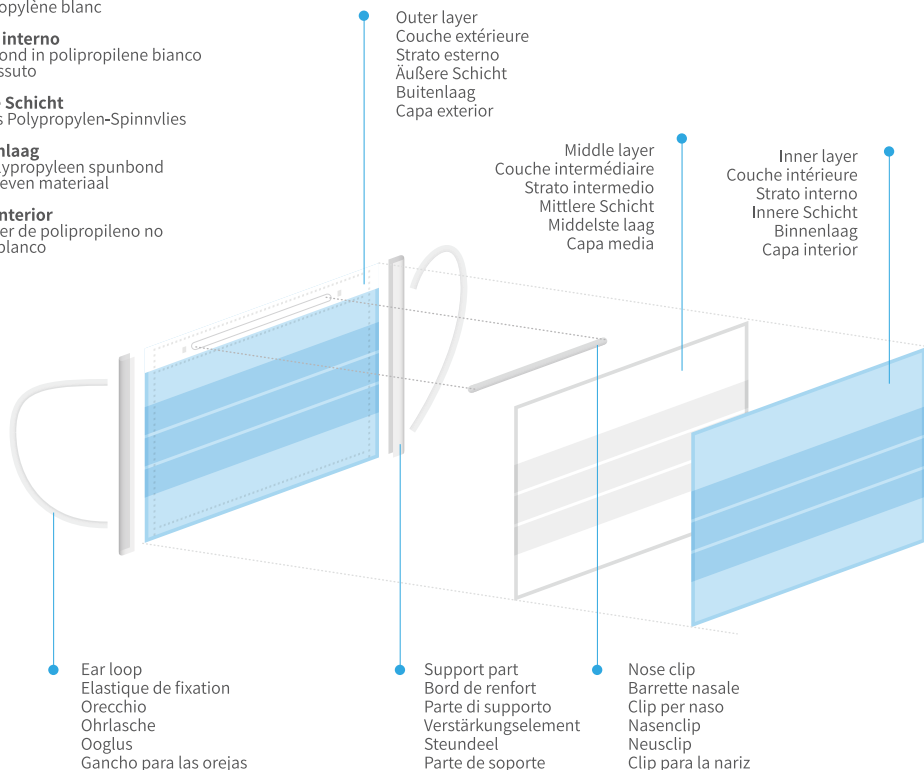 opylène blanc
interno
ond in polipropilene bianco
ssuto
Schicht
s Polypropylen-Spinnvlies
nlaag
lypropyleen spunbond
even materiaal
nterior
er de polipropileno no
blanco
Outer layer
Couche extérieure
Strato esterno
Äußere Schicht
Buitenlaag
Capa exterior
Middle layer
Couche intermédiaire
Strato intermedio
Mittlere Schicht
Middelste laag
Capa media
Inner layer
Couche intérieure
Strato interno
Innere Schicht
Binnenlaag
Capa interior
Ear loop
Elastique de fixation
Orecchio
Ohrlasche
Ooglus
Gancho para las orejas
Support part
Bord de renfort
Parte di supporto
Verstärkungselement
Steundeel
Parte de soporte
Nose clip
Barrette nasale
Clip per naso
Nasenclip
Neusclip
Clip para la nariz